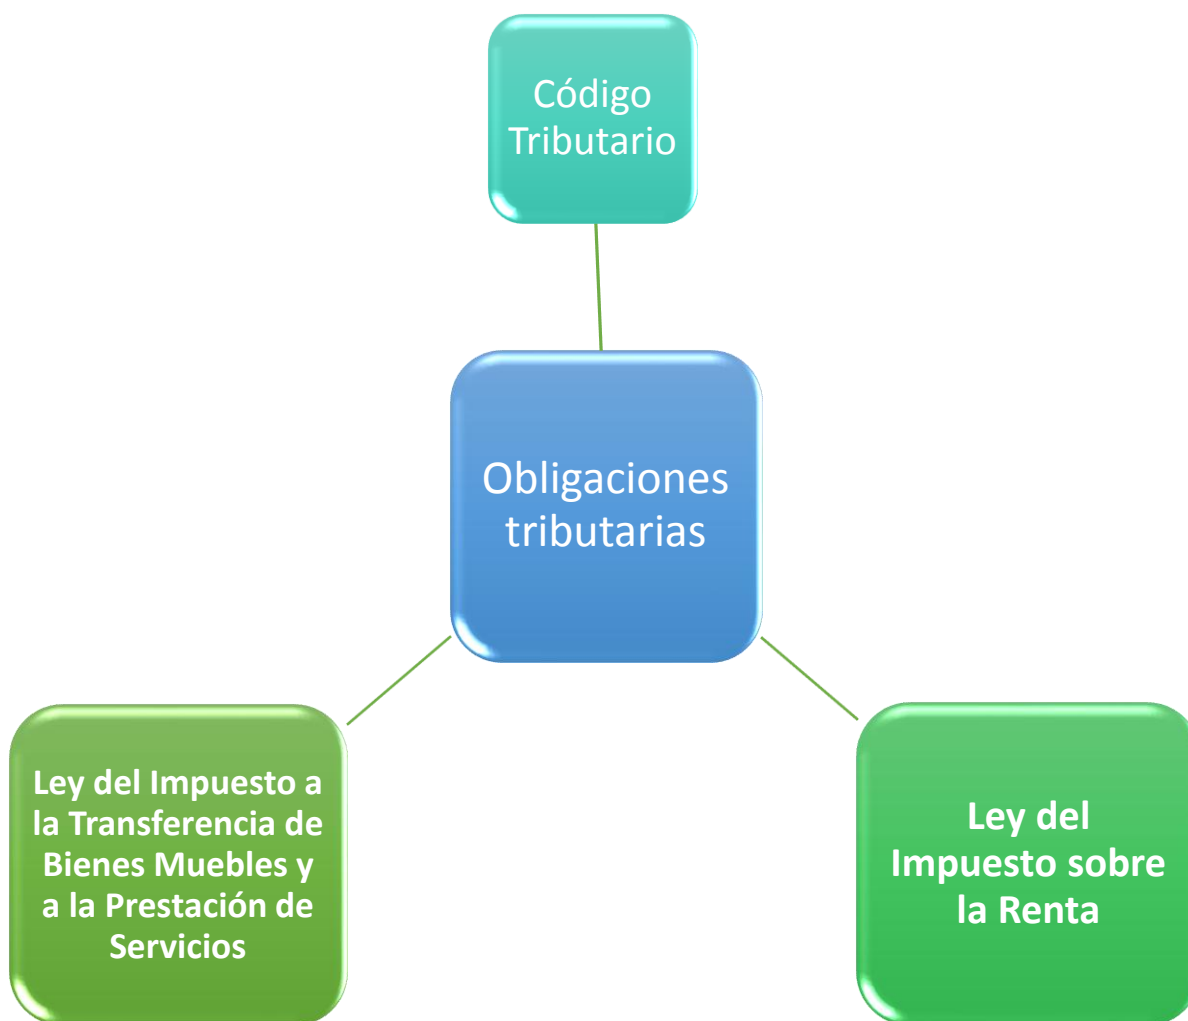 Código
Tributario
Obligaciones
tributarias
Ley del Impuesto a
la Transferencia de
Bienes Muebles y
a la Prestación de
Servicios
Ley del
Impuesto sobre
la Renta